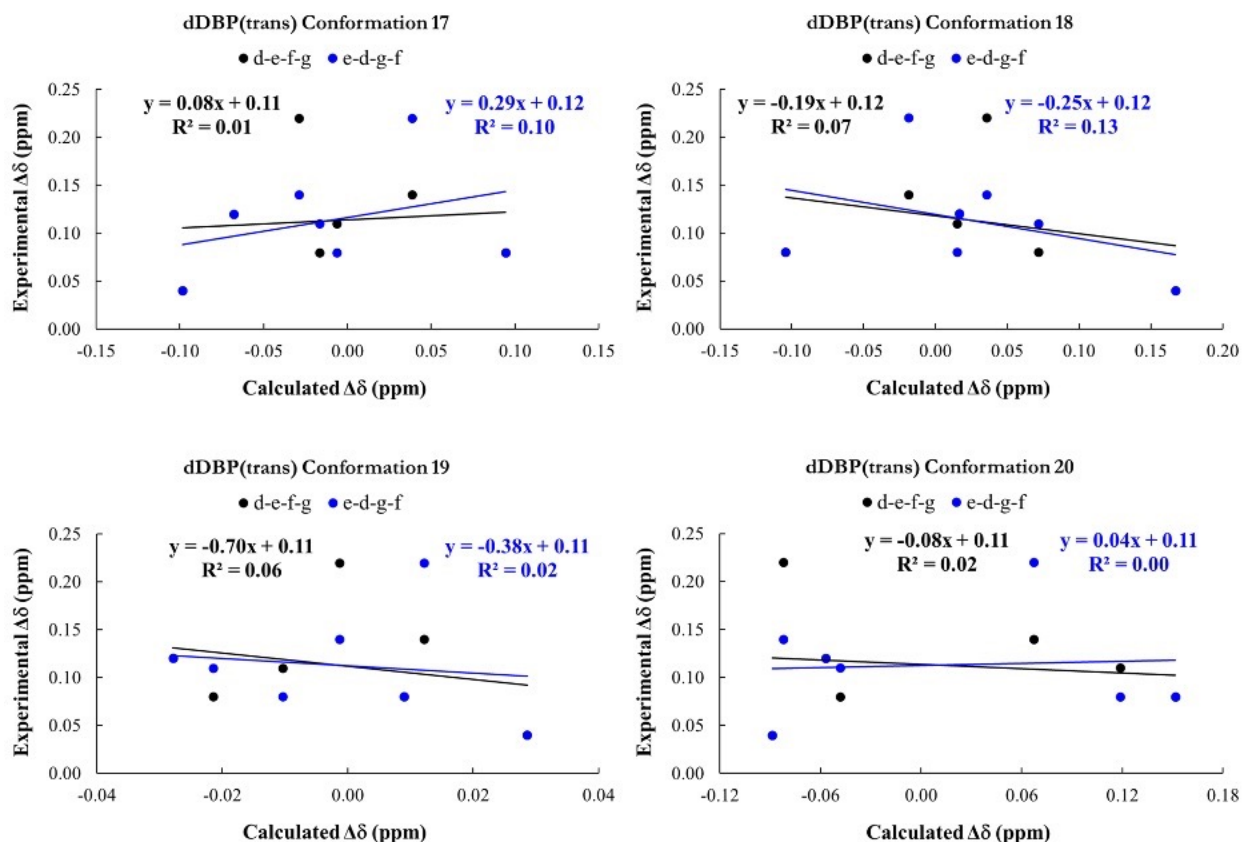 dDBP(trans) Conformation 17
d-e-f-g e-d-g-f
y = 0.08x + 0.11
R² = 0.01
y = 0.29x + 0.12
R² = 0.10
Experimental Δδ (ppm)
0.25
0.20
0.15
0.10
0.05
0.00
-0.15 -0.10 -0.05 0.00 0.05 0.10 0.15
Calculated Δδ (ppm)
dDBP(trans) Conformation 18
d-e-f-g e-d-g-f
y = -0.19x + 0.12
R² = 0.07
y = -0.25x + 0.12
R² = 0.13
Experimental Δδ (ppm)
0.25
0.20
0.15
0.10
0.05
0.00
-0.15 -0.10 -0.05 0.00 0.05 0.10 0.15 0.20
Calculated Δδ (ppm)
dDBP(trans) Conformation 19
d-e-f-g e-d-g-f
y = -0.70x + 0.11
R² = 0.06
y = -0.38x + 0.11
R² = 0.02
Experimental Δδ (ppm)
0.25
0.20
0.15
0.10
0.05
0.00
-0.04 -0.02 0.00 0.02 0.04
Calculated Δδ (ppm)
dDBP(trans) Conformation 20
d-e-f-g e-d-g-f
y = -0.08x + 0.11
R² = 0.02
y = 0.04x + 0.11
R² = 0.00
Experimental Δδ (ppm)
0.25
0.20
0.15
0.10
0.05
0.00
-0.12 -0.06 0.00 0.06 0.12 0.18
Calculated Δδ (ppm)